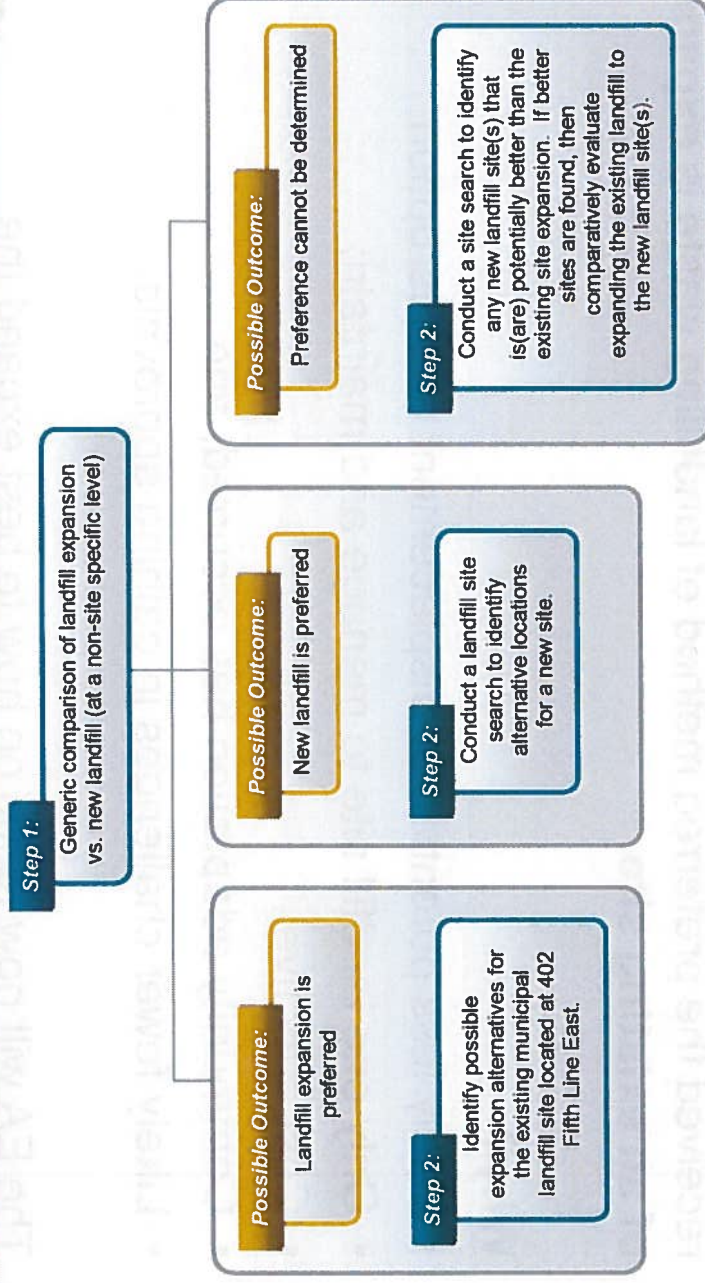 Step 1:
Generic comparison of landfill expansion
vs. new landfill (at a non-site specific level)
Possible Outcome:
Landfill expansion is
preferred
Step 2:
Identify possible
expansion alternatives for
the existing municipal
landfill site located at 402
Fifth Line East.
Possible Outcome:
New landfill is preferred
Step 2:
Conduct a landfill site
search to identify
alternative locations
for a new site.
Possible Outcome:
Preference cannot be determined
Step 2:
Conduct a site search to identify
any new landfill site(s) that
is(are) potentially better than the
existing site expansion. If better
sites are found, then
comparatively evaluate
expanding the existing landfill to
the new landfill site(s).